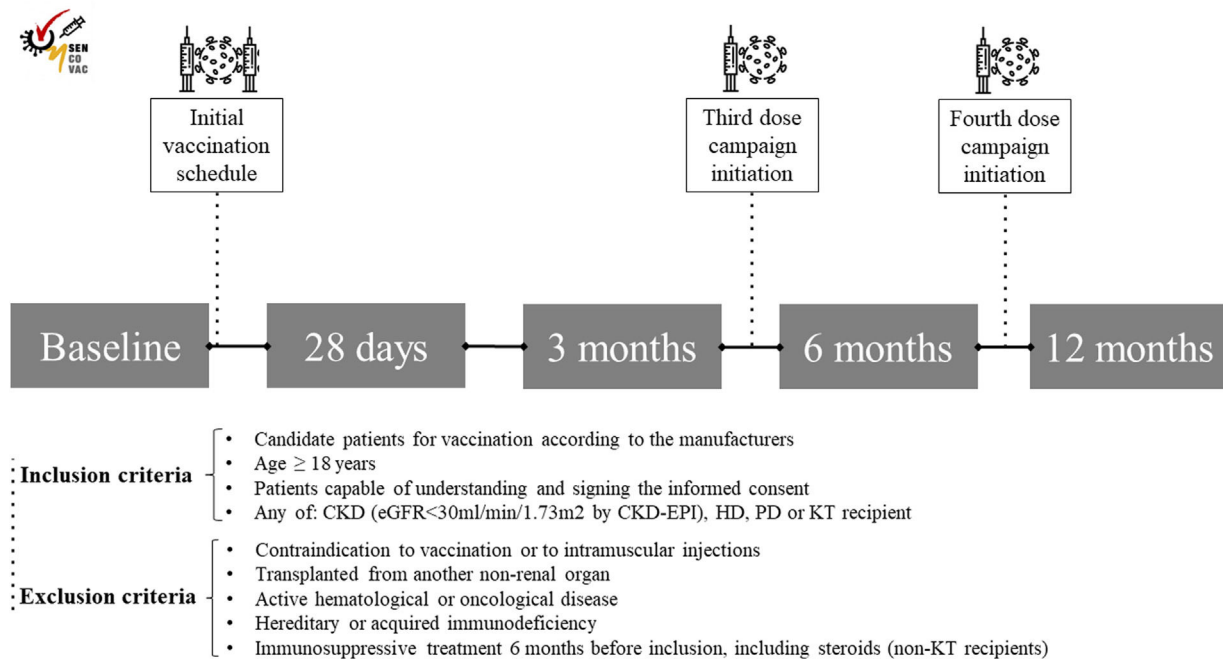 SEN
CO
VAC
Initial
vaccination
schedule
Third dose
campaign
initiation
Fourth dose
campaign
initiation
Baseline
28 days
3 months
6 months
12 months
Inclusion criteria
• Candidate patients for vaccination according to the manufacturers
• Age ≥ 18 years
• Patients capable of understanding and signing the informed consent
• Any of: CKD (eGFR<30ml/min/1.73m2 by CKD-EPI), HD, PD or KT recipient
Exclusion criteria
• Contraindication to vaccination or to intramuscular injections
• Transplanted from another non-renal organ
• Active hematological or oncological disease
• Hereditary or acquired immunodeficiency
• Immunosuppressive treatment 6 months before inclusion, including steroids (non-KT recipients)